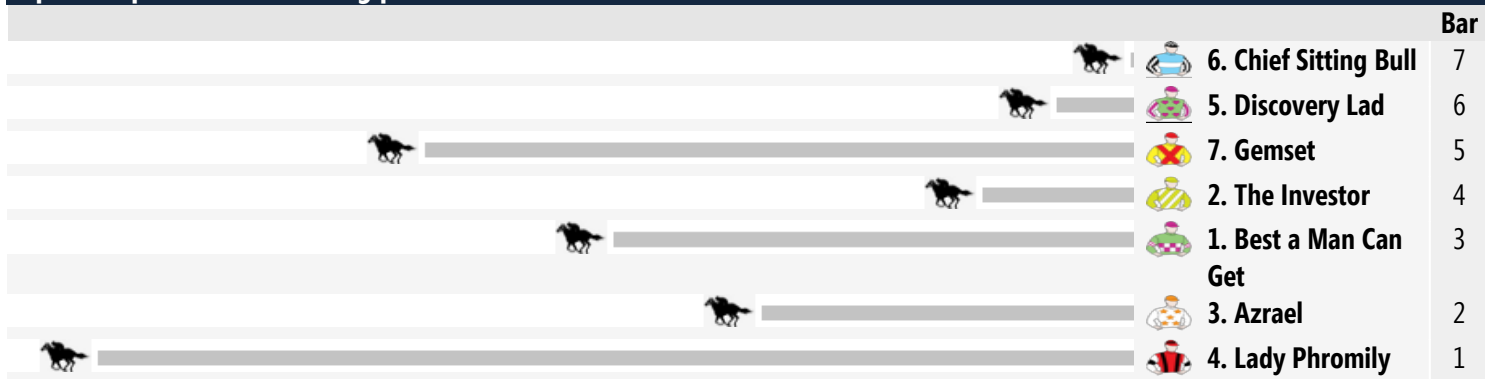 Bar
6. Chief Sitting Bull 7
5. Discovery Lad 6
7. Gemset 5
2. The Investor 4
1. Best a Man Can 3
Get
3. Azrael 2
4. Lady Phromily 1